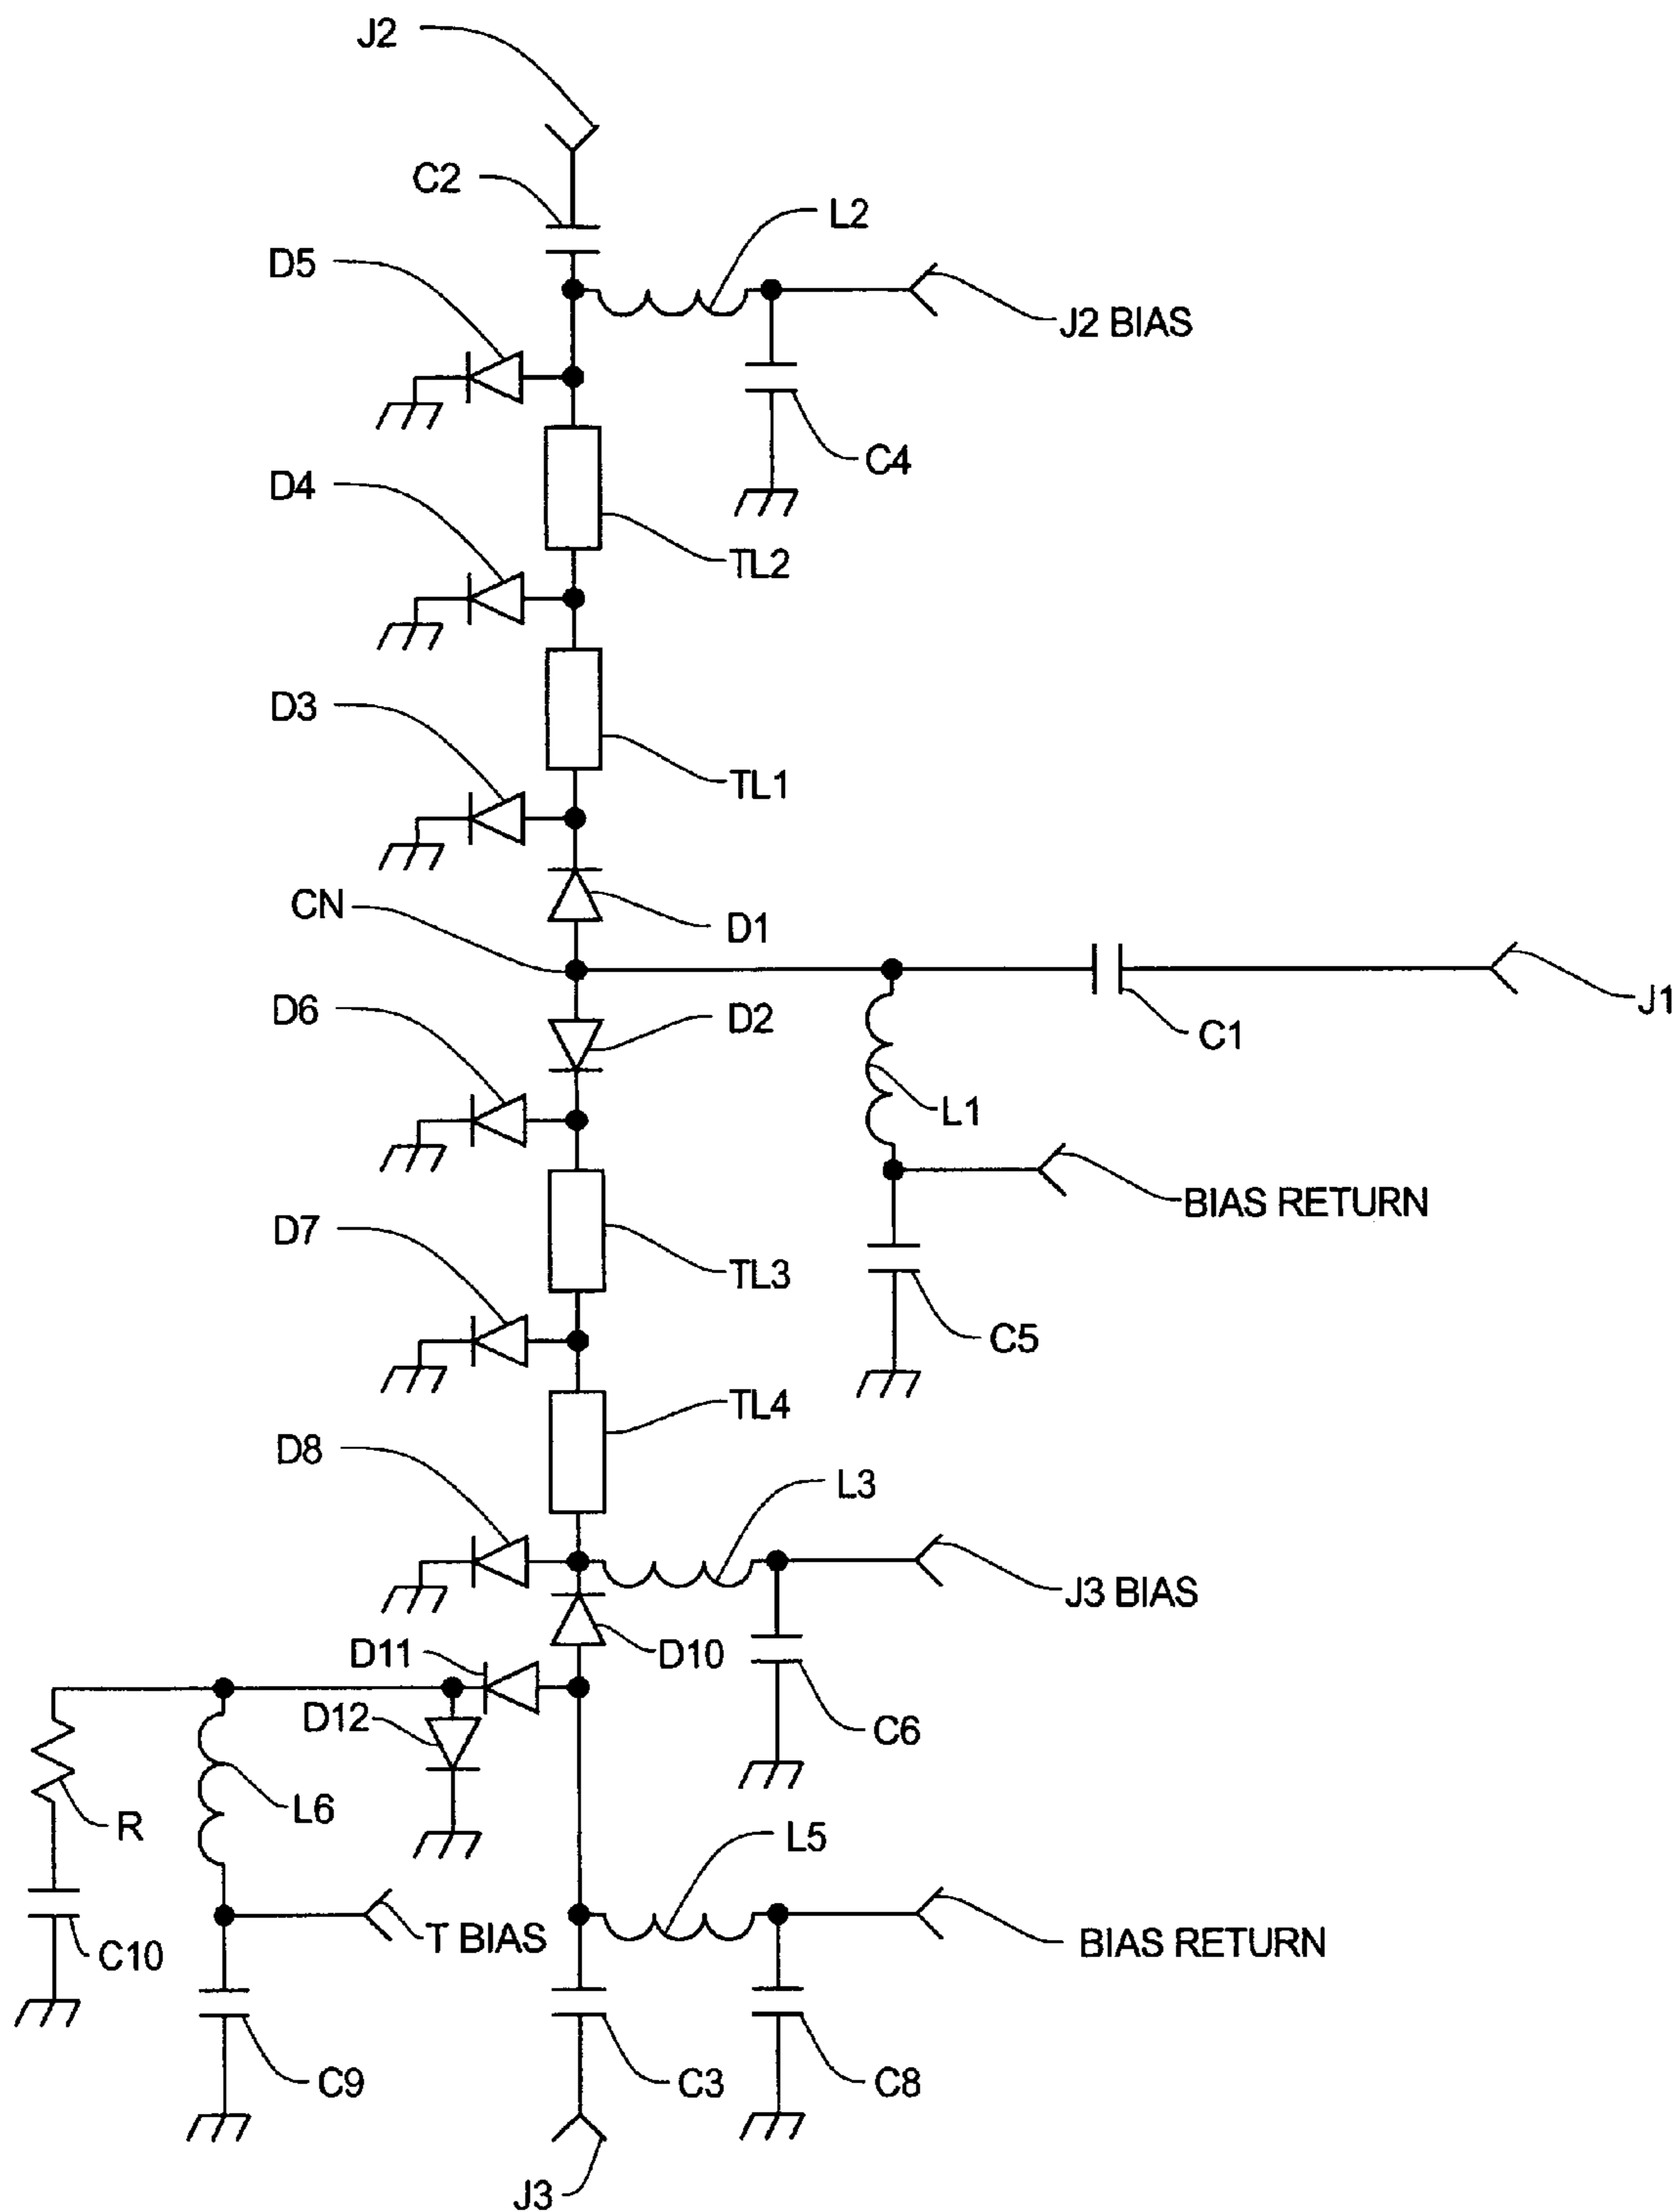 J2
C2
L2
D5
J2 BIAS
C4
D4
TL2
D3
TL1
CN
D1
J1
D6
D2
C1
L1
BIAS RETURN
D7
TL3
C5
TL4
D8
L3
J3 BIAS
D11
D10
D12
C6
R
L6
L5
C10
T BIAS
BIAS RETURN
C9
C3
C8
J3